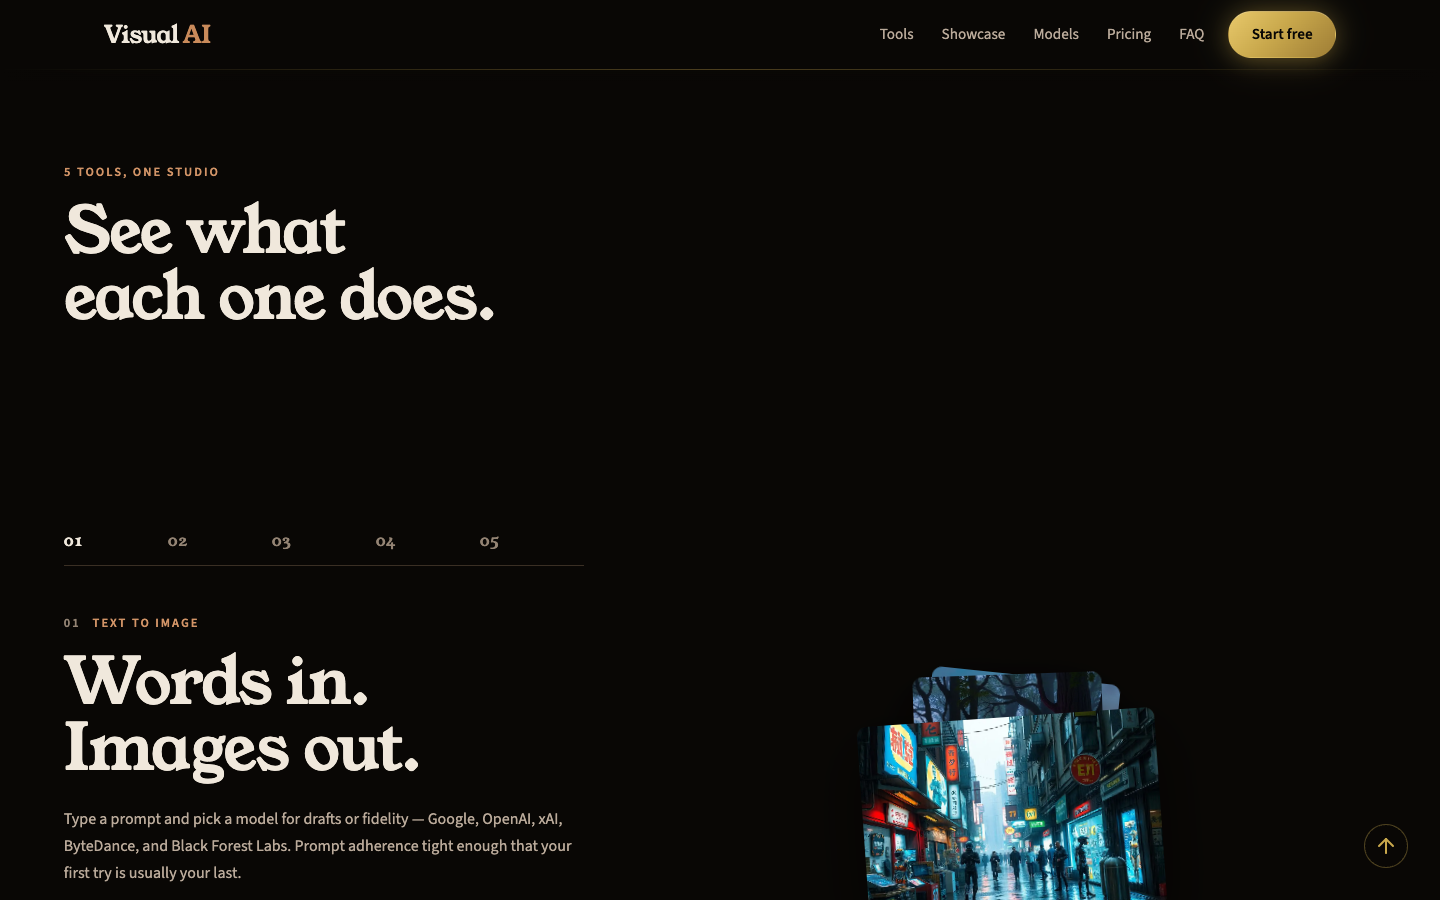 Visual AI
Tools
Showcase
Models
Pricing
FAQ
Start free
5 TOOLS, ONE STUDIO
See what
each one does.
01
02
03
04
05
01 TEXT TO IMAGE
Words in.
Images out.
Type a prompt and pick a model for drafts or fidelity — Google, OpenAI, xAI,
ByteDance, and Black Forest Labs. Prompt adherence tight enough that your
first try is usually your last.